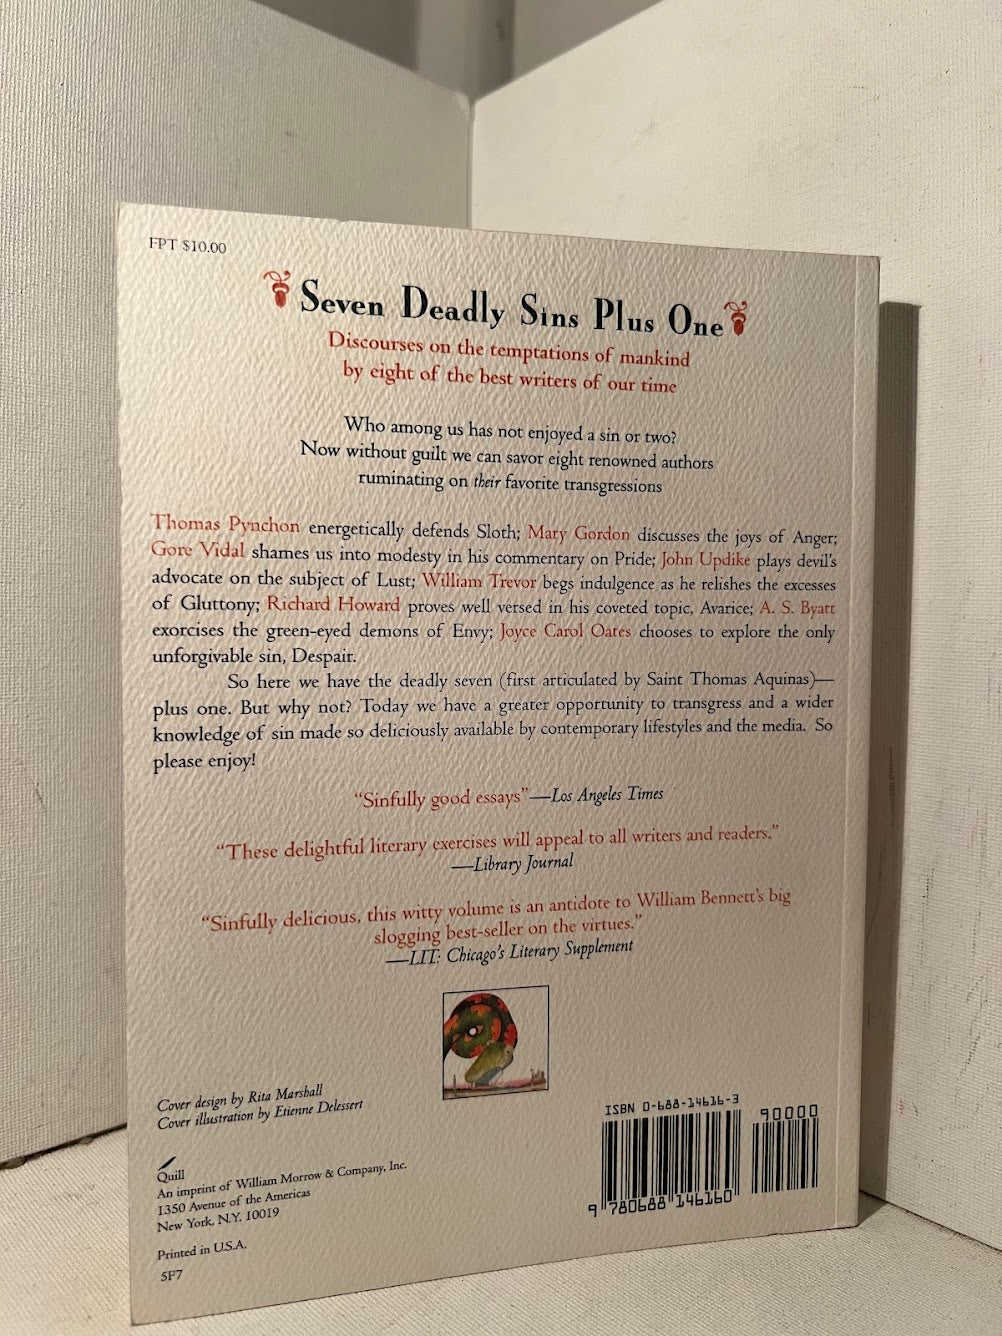 FPT $10.00
Seven Deadly Sins Plus One
Discourses on the temptations of mankind
by eight of the best writers of our time
Who among us has not enjoyed a sin or two?
Now without guilt we can savor eight renowned authors
ruminating on their favorite transgressions
Thomas Pynchon energetically defends Sloth; Mary Gordon discusses the joys of Anger;
Gore Vidal shames us into modesty in his commentary on Pride; John Updike plays devil's
advocate on the subject of Lust; William Trevor begs indulgence as he relishes the excesses
of Gluttony; Richard Howard proves well versed in his coveted topic, Avarice; A. S. Byatt
exorcises the green-eyed demons of Envy; Joyce Carol Oates chooses to explore the only
unforgivable sin, Despair.
So here we have the deadly seven (first articulated by Saint Thomas Aquinas)—
plus one. But why not? Today we have a greater opportunity to transgress and a wider
knowledge of sin made so deliciously available by contemporary lifestyles and the media. So
please enjoy!
“Sinfully good essays”—Los Angeles Times
“These delightful literary exercises will appeal to all writers and readers.”
—Library Journal
“Sinfully delicious, this witty volume is an antidote to William Bennett's big
slogging best-seller on the virtues.”
—LIT: Chicago's Literary Supplement
Cover design by Rita Marshall
Cover illustration by Etienne Delessert
Quill
An imprint of William Morrow & Company, Inc.
1350 Avenue of the Americas
New York, N.Y. 10019
Printed in U.S.A.
5F7
ISBN 0-688-14616-3
90000
9 780688 146160